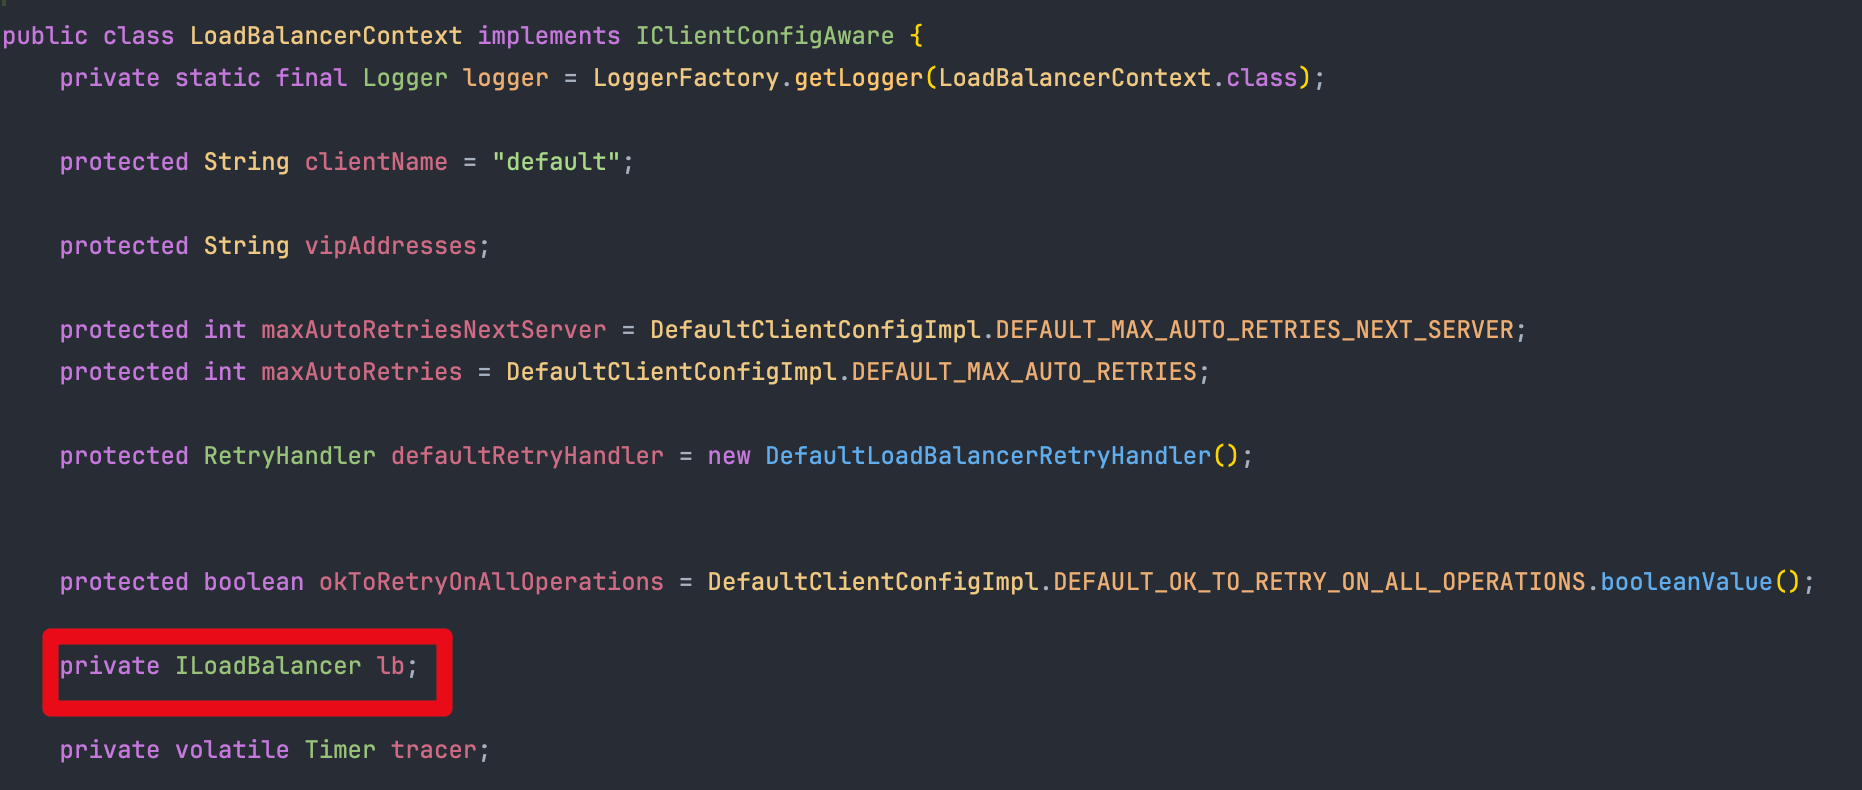 public class LoadBalancerContext implements IClientConfigAware {
private static final Logger logger = LoggerFactory.getLogger(LoadBalancerContext.class);
protected String clientName = "default";
protected String vipAddresses;
protected int maxAutoRetriesNextServer = DefaultClientConfigImpl.DEFAULT_MAX_AUTO_RETRIES_NEXT_SERVER;
protected int maxAutoRetries = DefaultClientConfigImpl.DEFAULT_MAX_AUTO_RETRIES;
protected RetryHandler defaultRetryHandler = new DefaultLoadBalancerRetryHandler();
protected boolean okToRetryOnAllOperations = DefaultClientConfigImpl.DEFAULT_OK_TO_RETRY_ON_ALL_OPERATIONS.booleanValue();
private ILoadBalancer lb;
private volatile Timer tracer;